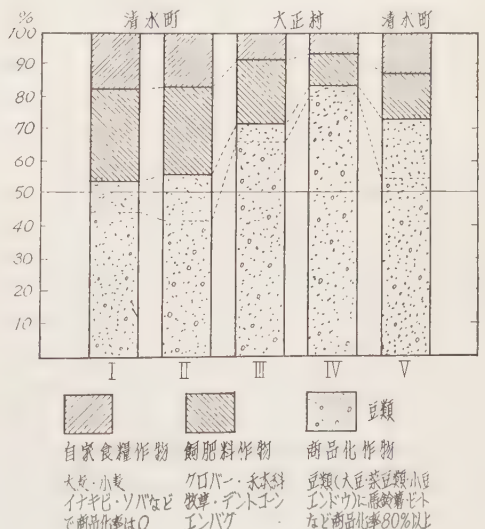 %
清水町 大正村 清水町
100
90
80
70
60
50
40
30
20
10
I II III IV V
豆類
自家食糧作物 飼肥料作物 商品化作物
大麦・小麦
イナキビ・ソバなど
で商品化率は0
クロバー・禾本科
牧草・デントコーン
エンバク
豆類(大豆・菜豆類・小豆
エンドウ)に馬鈴薯・ビート
など商品化率80%以上